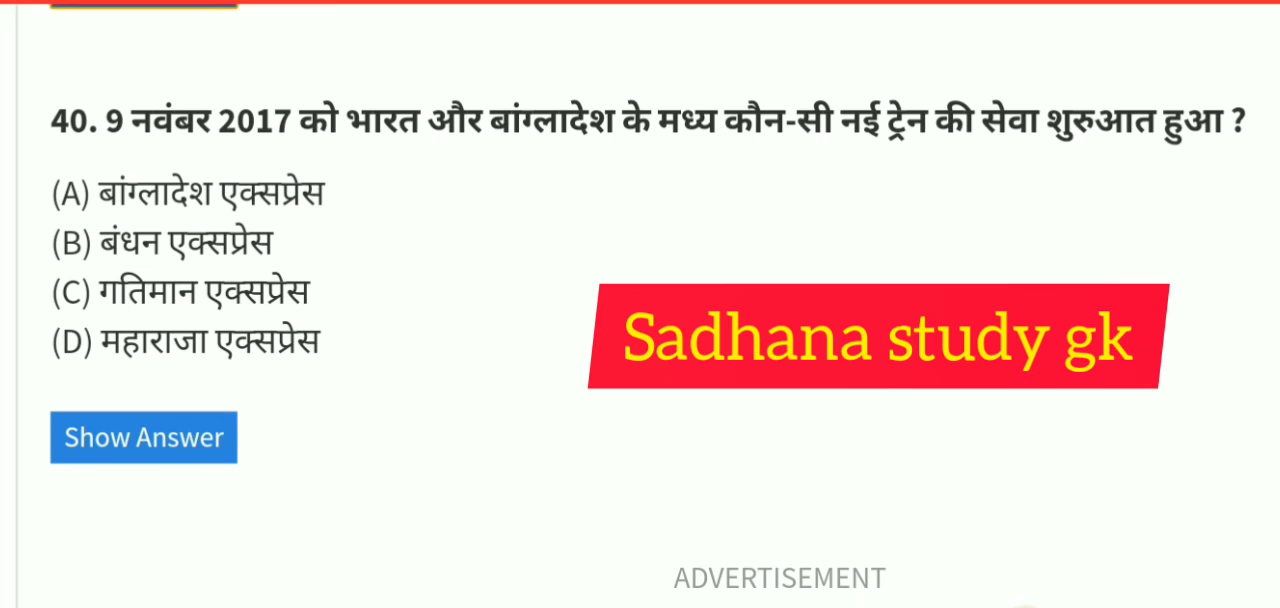 40. 9 नवंबर 2017 को भारत और बांग्लादेश के मध्य कौन-सी नई ट्रेन की सेवा शुरुआत हुआ ?
(A) बांग्लादेश एक्सप्रेस
(B) बंधन एक्सप्रेस
(C) गतिमान एक्सप्रेस
(D) महाराजा एक्सप्रेस
Sadhana study gk
Show Answer
ADVERTISEMENT